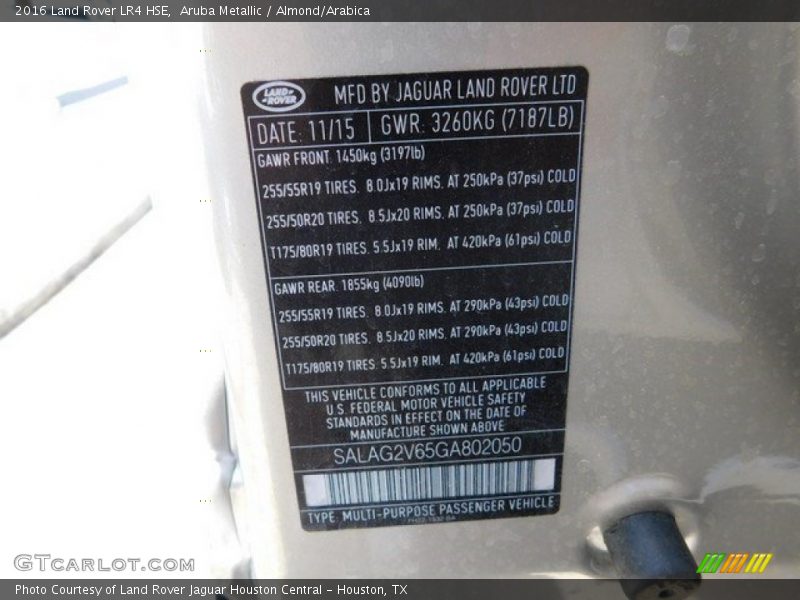 2016 Land Rover LR4 HSE,  Aruba Metallic / Almond/Arabica
LAND ROVER
MFD BY JAGUAR LAND ROVER LTD
DATE: 11/15 GWR: 3260KG (7187LB)
GAWR FRONT: 1450kg (3197lb)
255/55R19 TIRES. 8.0Jx19 RIMS. AT 250kPa (37psi) COLD
255/50R20 TIRES. 8.5Jx20 RIMS. AT 250kPa (37psi) COLD
T175/80R19 TIRES. 5.5Jx19 RIM. AT 420kPa (61psi) COLD
GAWR REAR: 1855kg (4090lb)
255/55R19 TIRES. 8.0Jx19 RIMS. AT 290kPa (43psi) COLD
255/50R20 TIRES. 8.5Jx20 RIMS. AT 290kPa (43psi) COLD
T175/80R19 TIRES. 5.5Jx19 RIM. AT 420kPa (61psi) COLD
THIS VEHICLE CONFORMS TO ALL APPLICABLE
U.S. FEDERAL MOTOR VEHICLE SAFETY
STANDARDS IN EFFECT ON THE DATE OF
MANUFACTURE SHOWN ABOVE
SALAG2V65GA802050
TYPE: MULTI-PURPOSE PASSENGER VEHICLE
GTCarLot.com
Photo Courtesy of Land Rover Jaguar Houston Central - Houston, TX